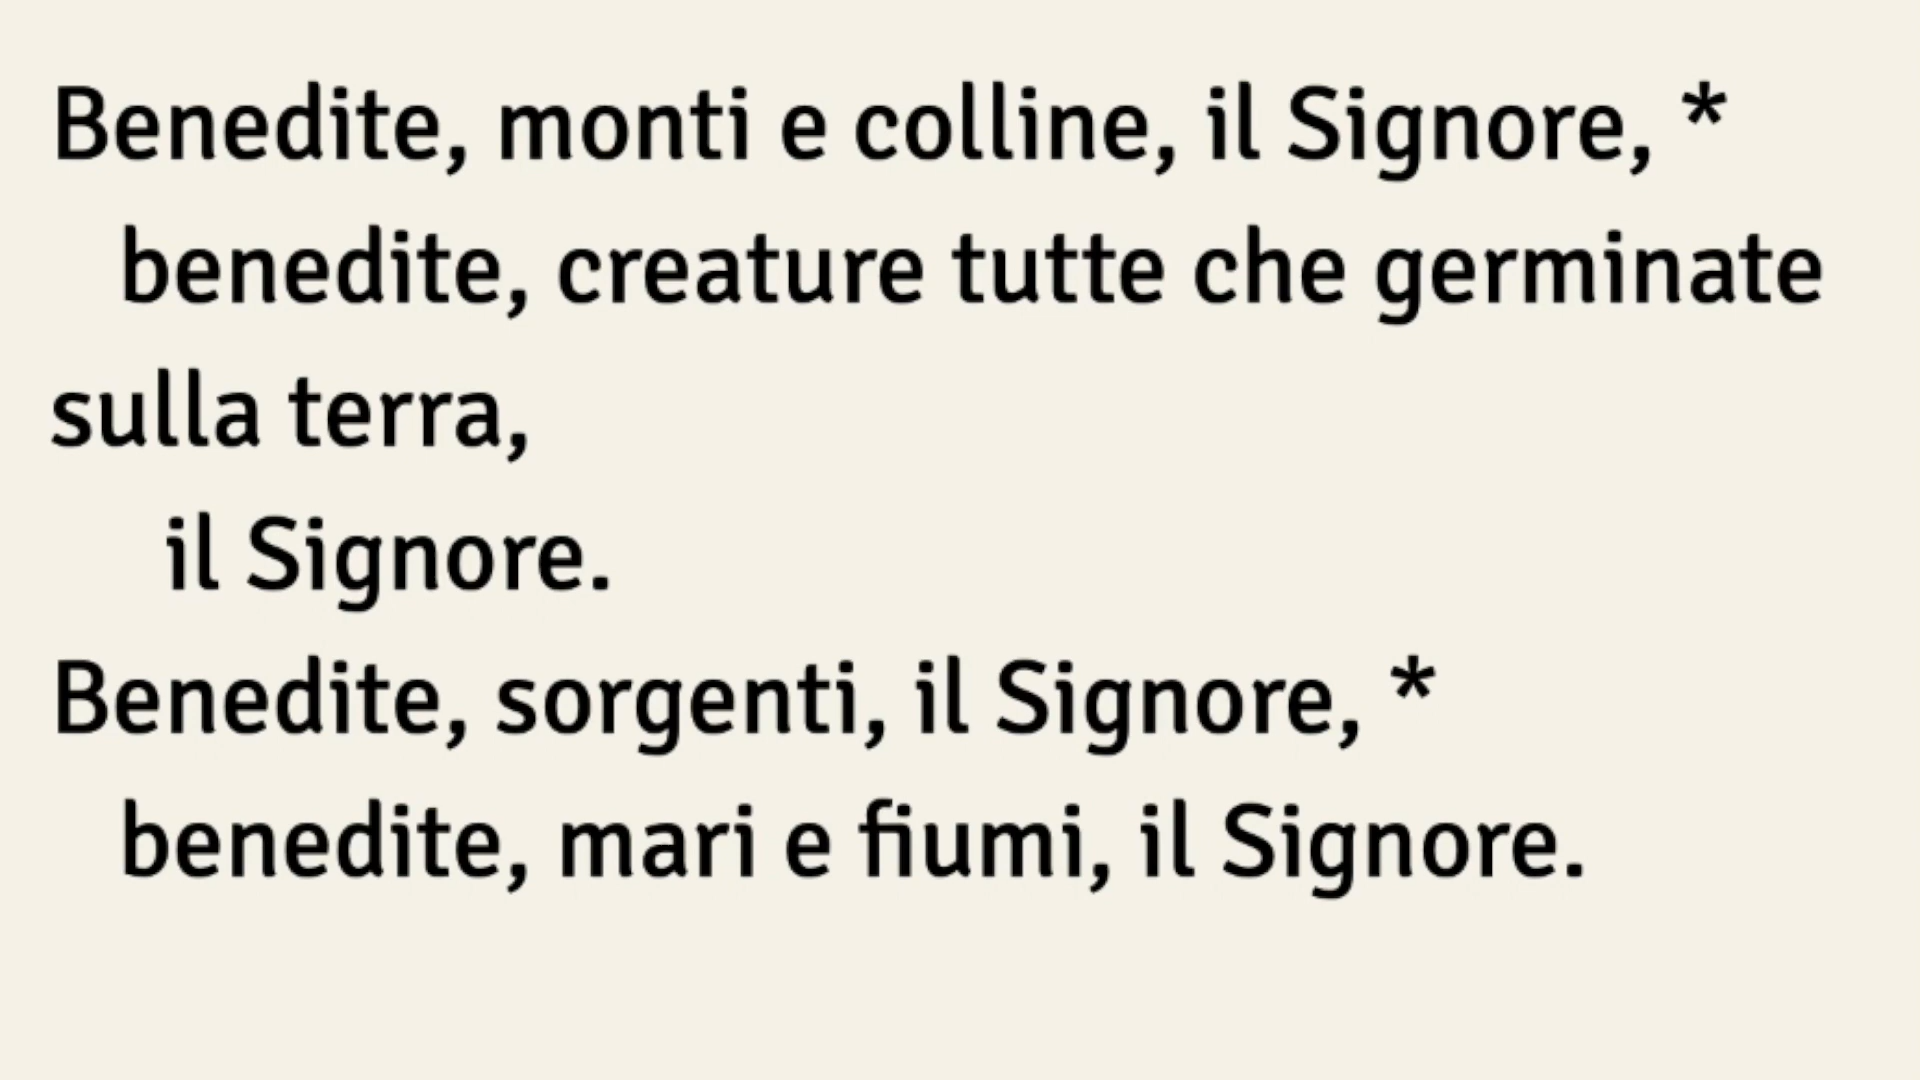 Benedite, monti e colline, il Signore, *
benedite, creature tutte che germinate
sulla terra,
il Signore.
Benedite, sorgenti, il Signore, *
benedite, mari e fiumi, il Signore.